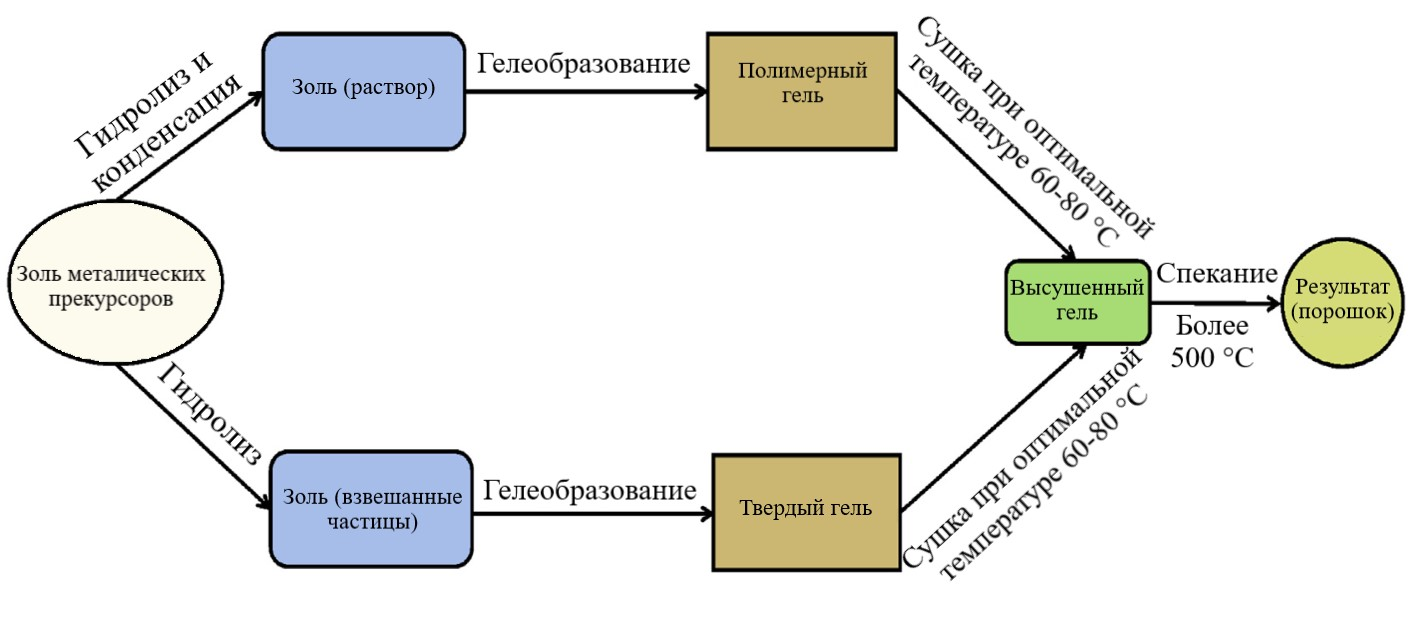 Гидролиз и
конденсация
Золь (раствор)
Гелеобразование
Полимерный
гель
Сушка при оптимальной
температуре 60-80 °C
Золь металических
прекурсоров
Высушенный
гель
Спекание
Более
500 °C
Результат
(порошок)
Гидролиз
Золь (взвешанные
частицы)
Гелеобразование
Твердый гель
Сушка при оптимальной
температуре 60-80 °C